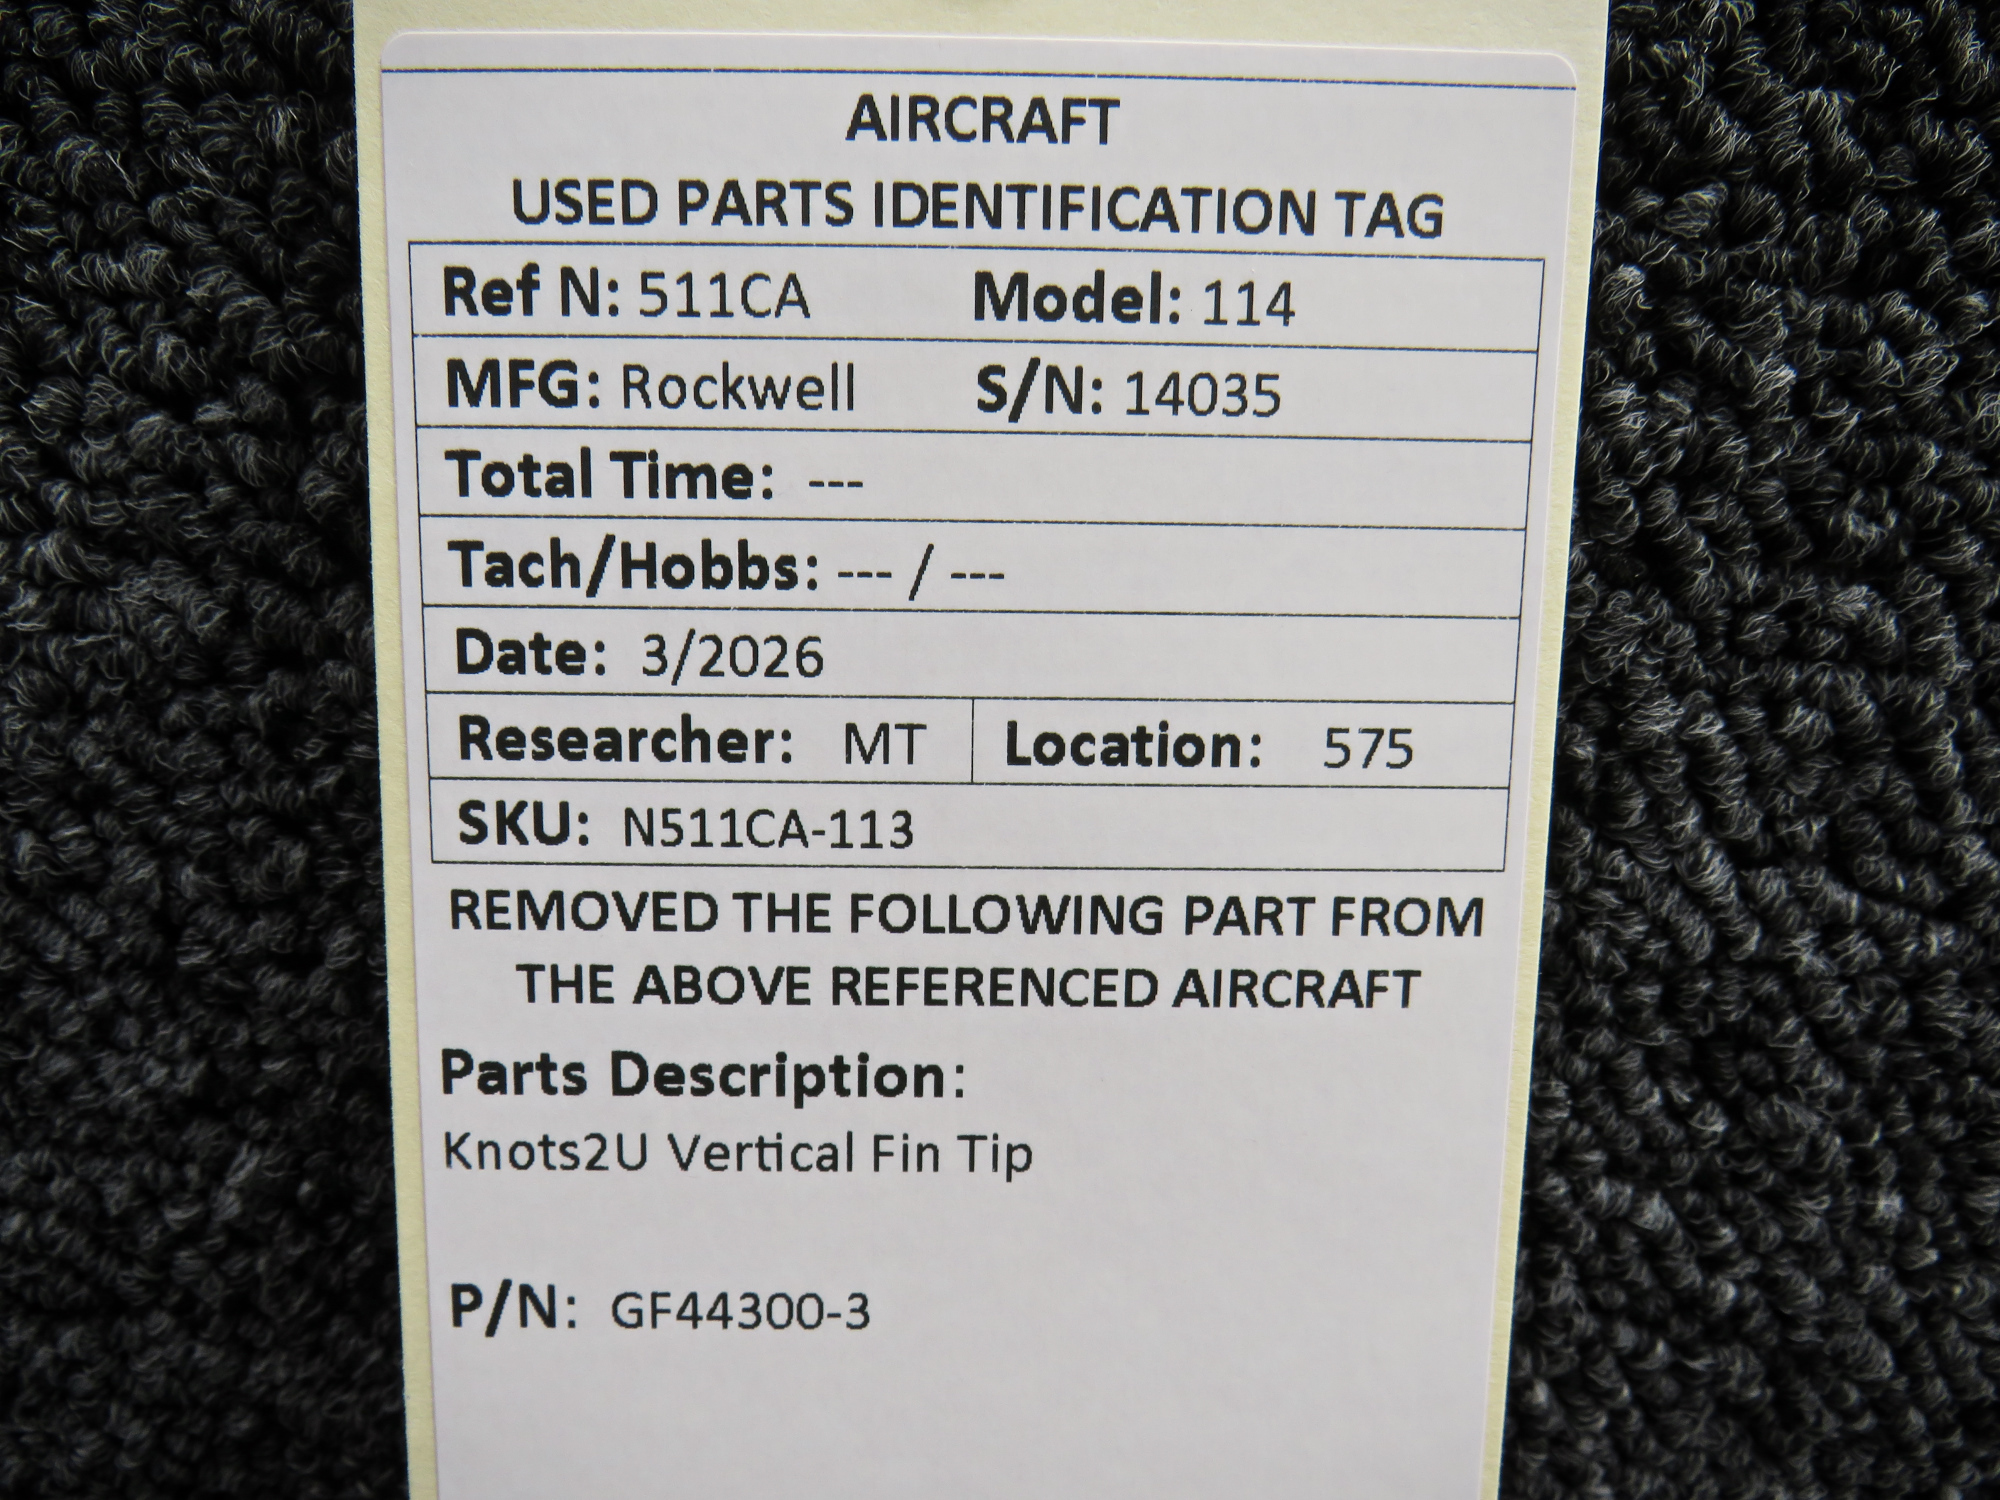 AIRCRAFT
USED PARTS IDENTIFICATION TAG
Ref N: 511CA Model: 114
MFG: Rockwell S/N: 14035
Total Time: ---
Tach/Hobbs: --- / ---
Date: 3/2026
Researcher: MT Location: 575
SKU: N511CA-113
REMOVED THE FOLLOWING PART FROM
THE ABOVE REFERENCED AIRCRAFT
Parts Description:
Knots2U Vertical Fin Tip
P/N: GF44300-3